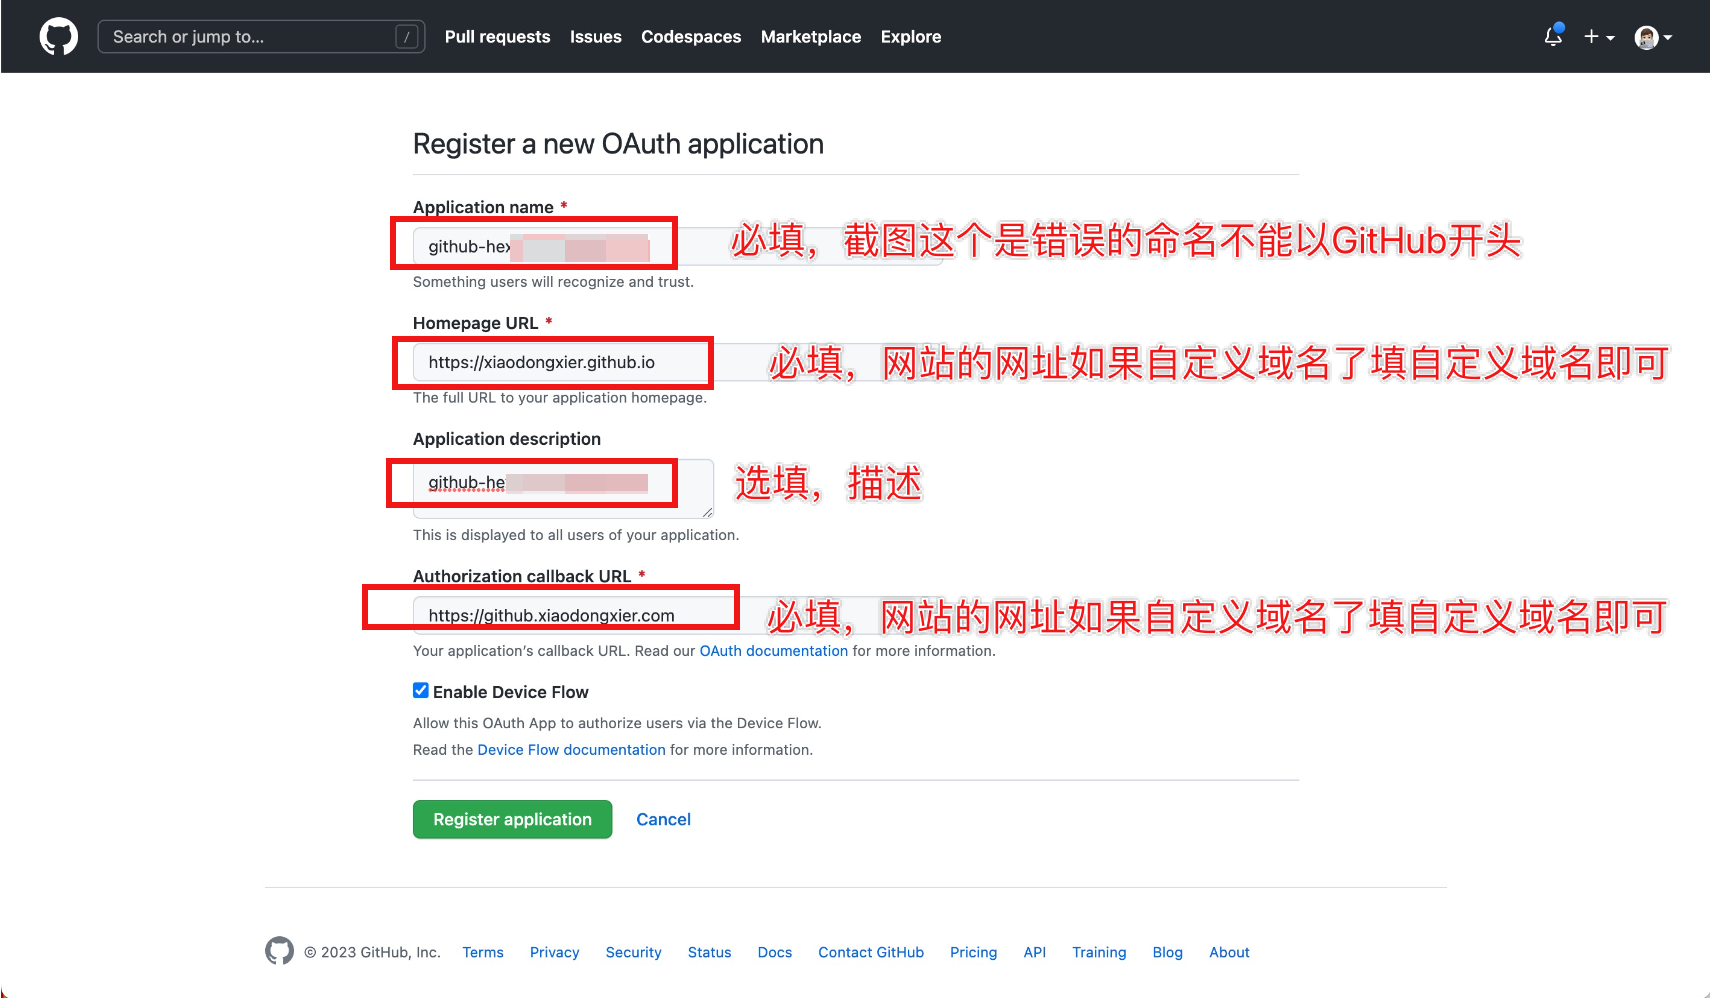 Search or jump to...
/
Pull requests
Issues
Codespaces
Marketplace
Explore
Register a new OAuth application
Application name *
github-hex
必填，截图这个是错误的命名不能以GitHub开头
Something users will recognize and trust.
Homepage URL *
https://xiaodongxier.github.io
必填，网站的网址如果自定义域名了填自定义域名即可
The full URL to your application homepage.
Application description
github-he
选填，描述
This is displayed to all users of your application.
Authorization callback URL *
https://github.xiaodongxier.com
必填，网站的网址如果自定义域名了填自定义域名即可
Your application's callback URL. Read our OAuth documentation for more information.
Enable Device Flow
Allow this OAuth App to authorize users via the Device Flow.
Read the Device Flow documentation for more information.
Register application
Cancel
© 2023 GitHub, Inc.
Terms
Privacy
Security
Status
Docs
Contact GitHub
Pricing
API
Training
Blog
About